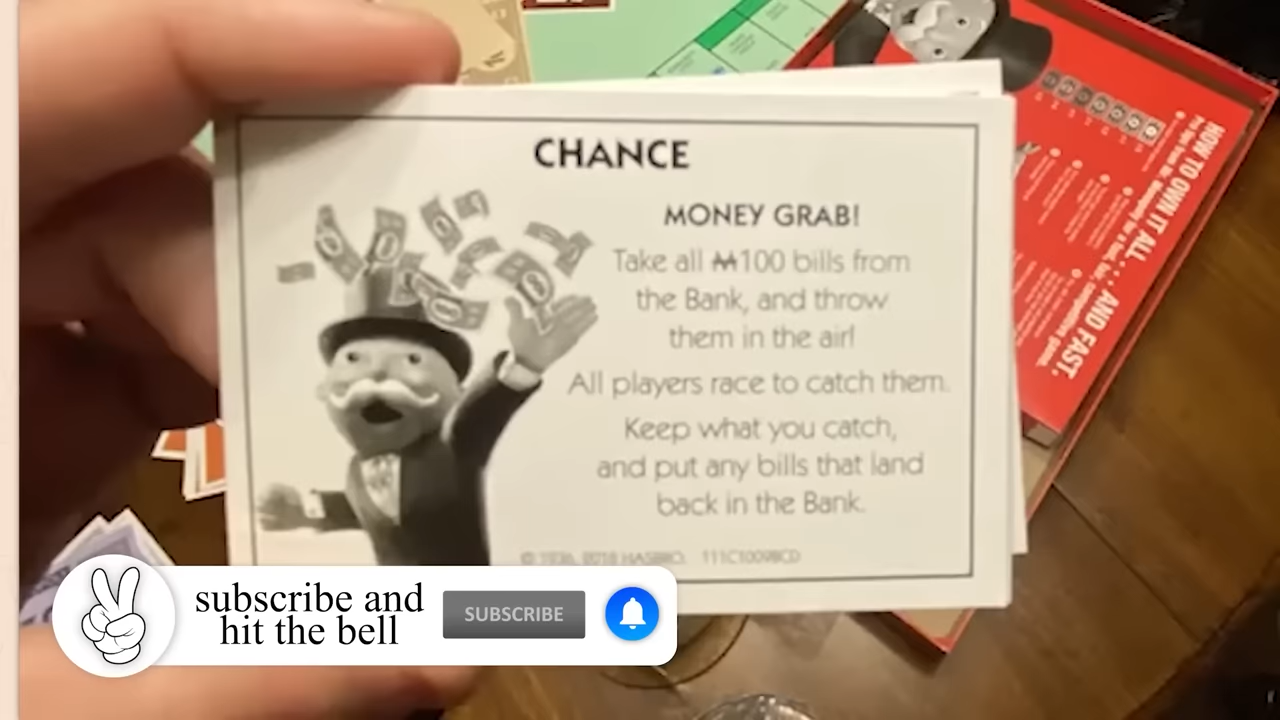 CHANCE
MONEY GRAB!
Take all M100 bills from
the Bank, and throw
them in the air!
All players race to catch them.
Keep what you catch,
and put any bills that land
back in the Bank.
HASBRO.
subscribe and
hit the bell
SUBSCRIBE
HOW TO OWN IT ALL . . . AND FAST.